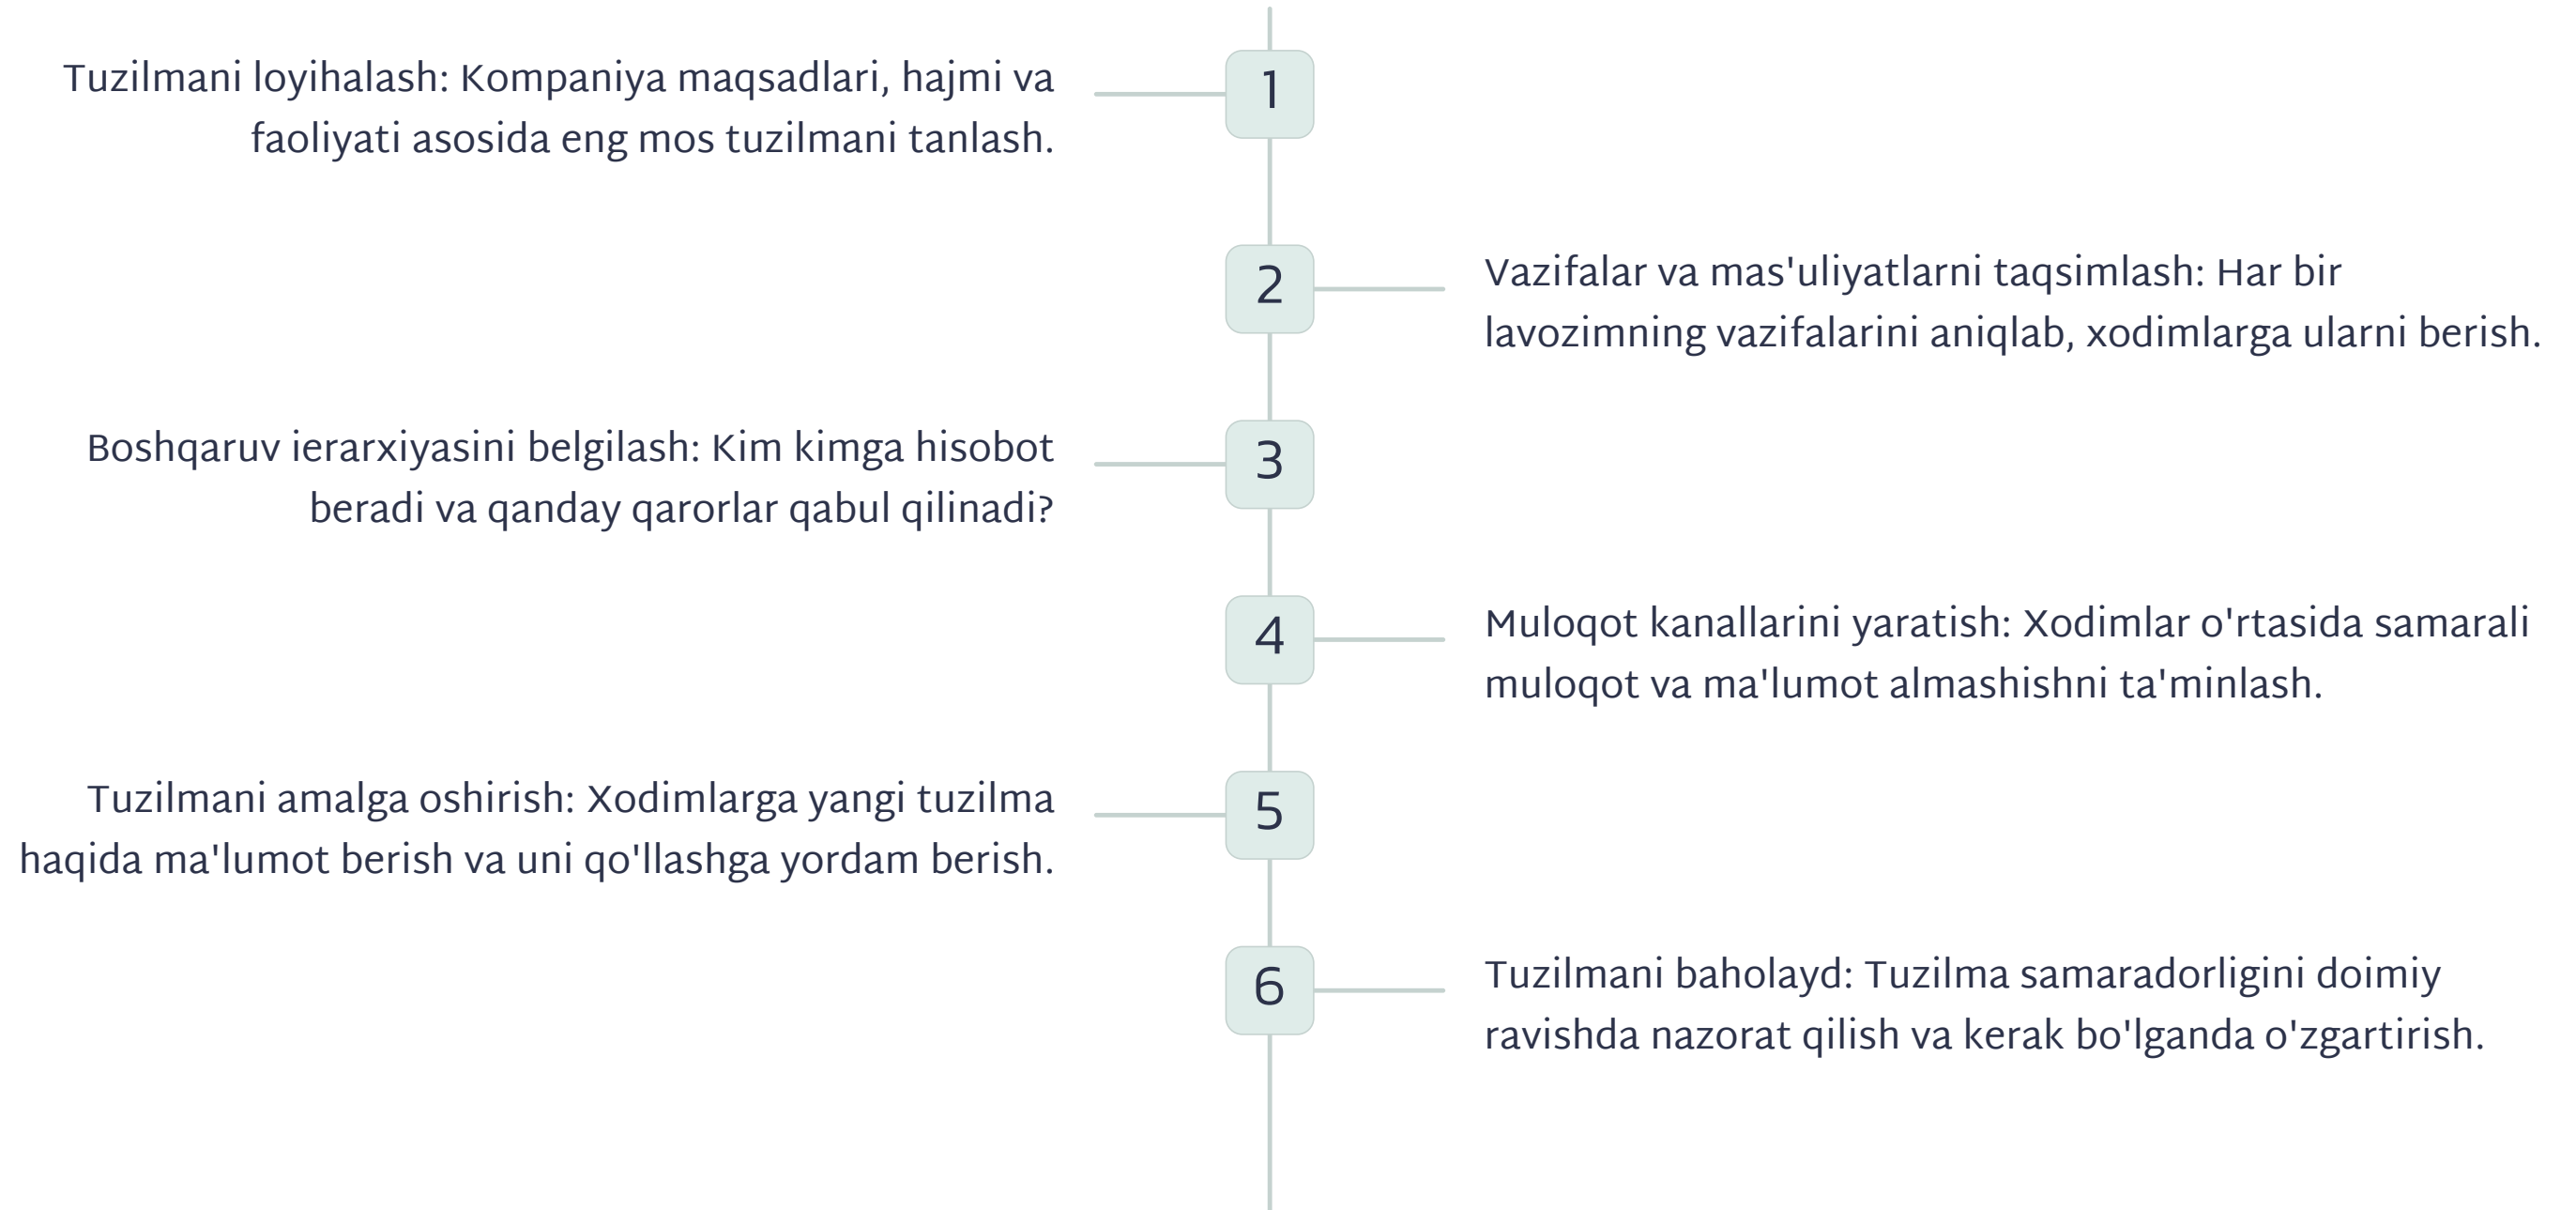 1
Tuzilmani loyihalash: Kompaniya maqsadlari, hajmi va
faoliyati asosida eng mos tuzilmani tanlash.
2
Vazifalar va mas'uliyatlarni taqsimlash: Har bir
lavozimning vazifalarini aniqlab, xodimlarga ularni berish.
3
Boshqaruv ierarxiyasini belgilash: Kim kimga hisobot
beradi va qanday qarorlar qabul qilinadi?
4
Muloqot kanallarini yaratish: Xodimlar o'rtasida samarali
muloqot va ma'lumot almashishni ta'minlash.
5
Tuzilmani amalga oshirish: Xodimlarga yangi tuzilma
haqida ma'lumot berish va uni qo'llashga yordam berish.
6
Tuzilmani baholayd: Tuzilma samaradorligini doimiy
ravishda nazorat qilish va kerak bo'lganda o'zgartirish.